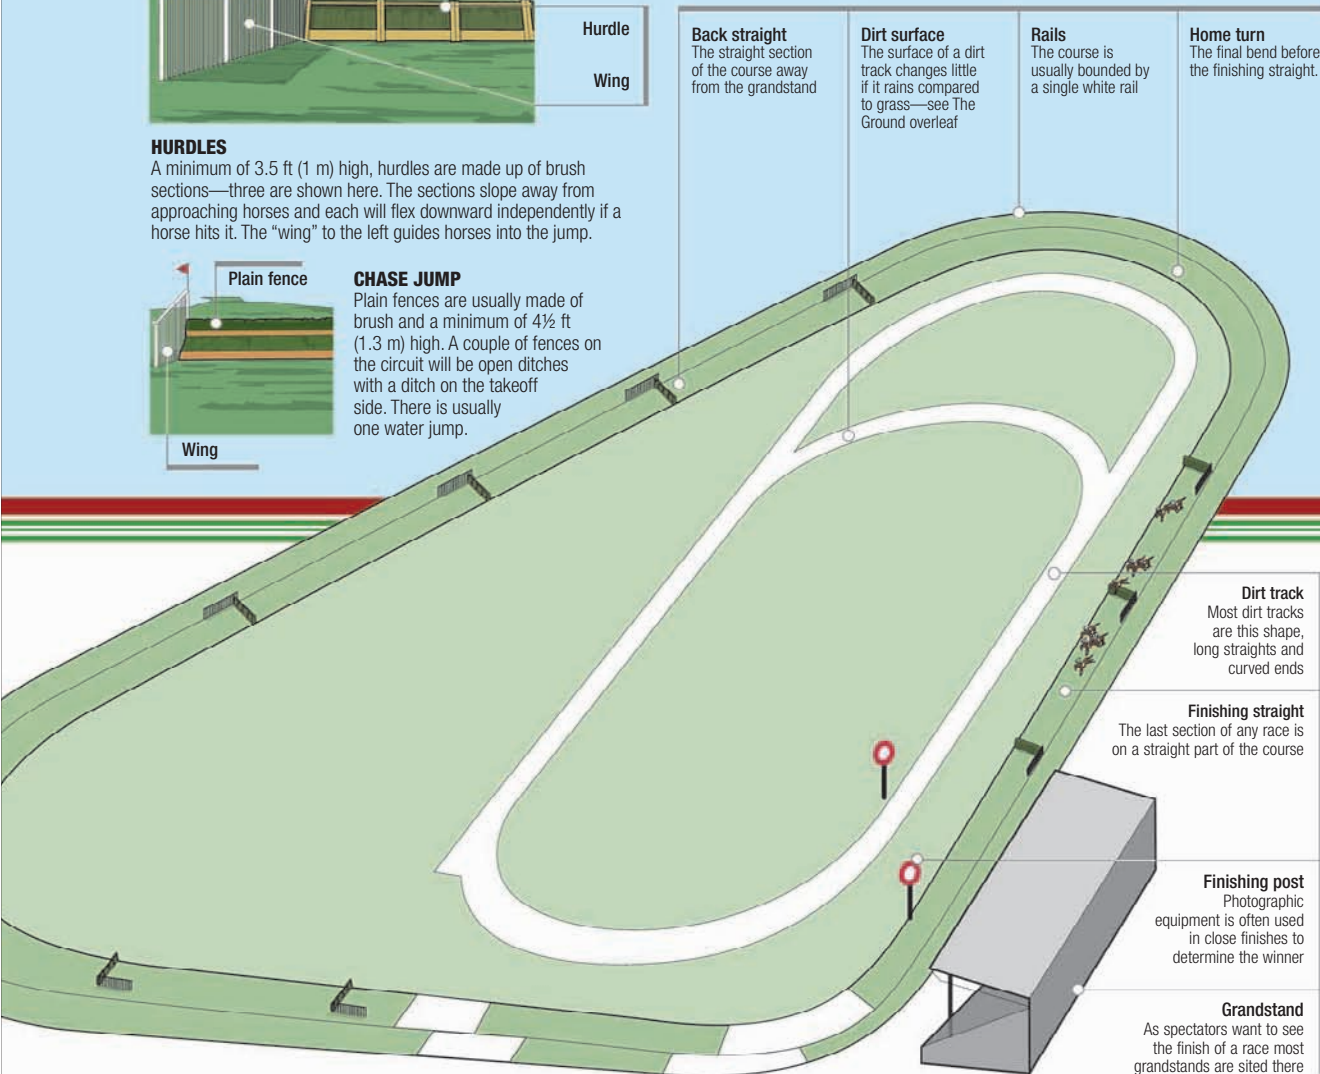 Hurdle
Wing
Back straight
The straight section
of the course away
from the grandstand
Dirt surface
The surface of a dirt
track changes little
if it rains compared
to grass—see The
Ground overleaf
Rails
The course is
usually bounded by
a single white rail
Home turn
The final bend before
the finishing straight.
HURDLES
A minimum of 3.5 ft (1 m) high, hurdles are made up of brush
sections—three are shown here. The sections slope away from
approaching horses and each will flex downward independently if a
horse hits it. The “wing” to the left guides horses into the jump.
Plain fence
Wing
CHASE JUMP
Plain fences are usually made of
brush and a minimum of 4½ ft
(1.3 m) high. A couple of fences on
the circuit will be open ditches
with a ditch on the takeoff
side. There is usually
one water jump.
Dirt track
Most dirt tracks
are this shape,
long straights and
curved ends
Finishing straight
The last section of any race is
on a straight part of the course
Finishing post
Photographic
equipment is often used
in close finishes to
determine the winner
Grandstand
As spectators want to see
the finish of a race most
grandstands are sited there